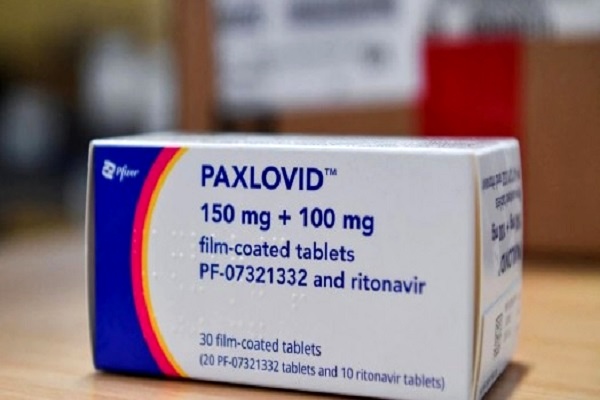 Pfizer
PAXLOVID™
150 mg + 100 mg
film-coated tablets
PF-07321332 and ritonavir
30 film-coated tablets
(20 PF-07321332 tablets and 10 ritonavir tablets)